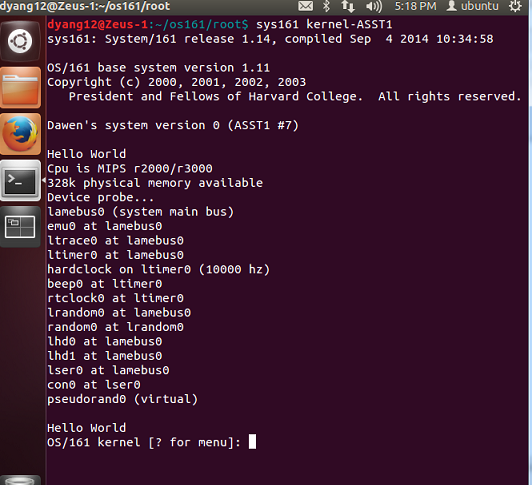 dyang12@Zeus-1:~/os161/root
5:18 PM
ubuntu
dyang12@Zeus-1:~/os161/root$ sys161 kernel-ASST1
sys161: System/161 release 1.14, compiled Sep  4 2014 10:34:58
OS/161 base system version 1.11
Copyright (c) 2000, 2001, 2002, 2003
   President and Fellows of Harvard College.  All rights reserved.
Dawen's system version 0 (ASST1 #7)
Hello World
Cpu is MIPS r2000/r3000
328k physical memory available
Device probe...
lamebus0 (system main bus)
emu0 at lamebus0
ltrace0 at lamebus0
ltimer0 at lamebus0
hardclock on ltimer0 (10000 hz)
beep0 at ltimer0
rtclock0 at ltimer0
lrandom0 at lamebus0
random0 at lrandom0
lhd0 at lamebus0
lhd1 at lamebus0
lser0 at lamebus0
con0 at lser0
pseudorand0 (virtual)
Hello World
OS/161 kernel [? for menu]: